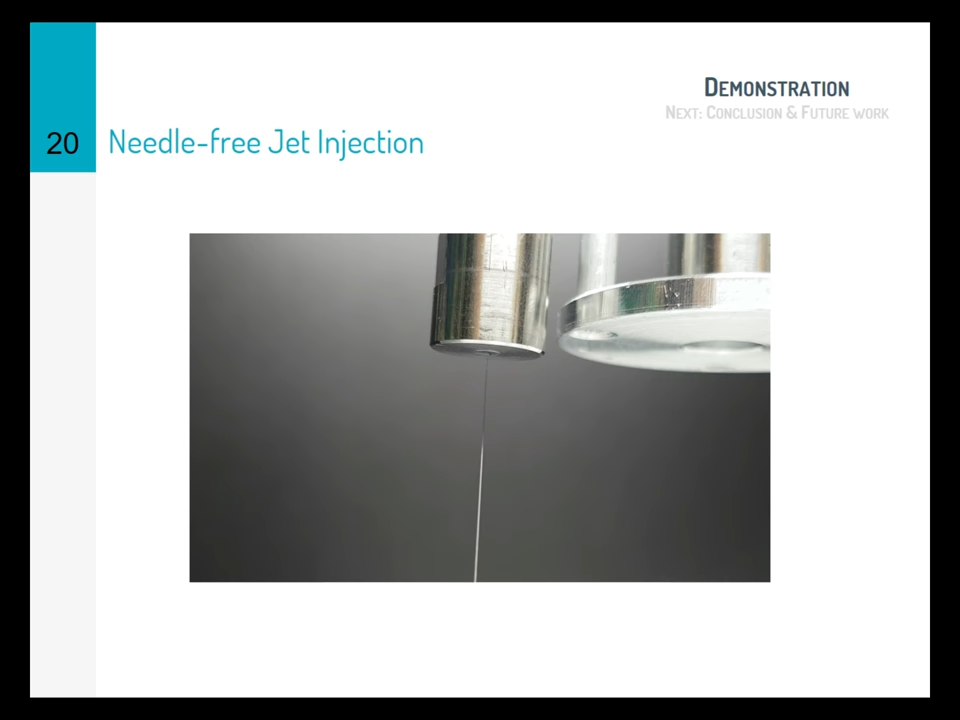 DEMONSTRATION
NEXT: CONCLUSION & FUTURE WORK
20 Needle-free Jet Injection